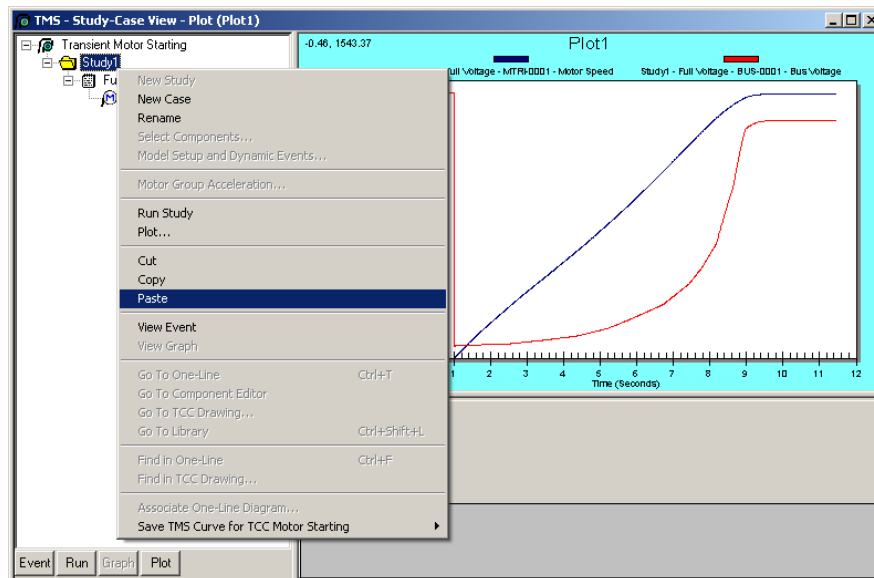 TMS - Study-Case View - Plot (Plot1)
Transient Motor Starting
Study1
Fu
M
-0.46, 1543.37
Plot1
ull Voltage - MTRI-0001 - Motor Speed
Study1 - Full Voltage - BUS-0001 - Bus Voltage
New Study
New Case
Rename
Select Components...
Model Setup and Dynamic Events...
Motor Group Acceleration...
Run Study
Plot...
Cut
Copy
Paste
View Event
View Graph
Go To One-Line Ctrl+T
Go To Component Editor
Go To TCC Drawing...
Go To Library Ctrl+Shift+L
Find in One-Line Ctrl+F
Find in TCC Drawing...
Associate One-Line Diagram...
Save TMS Curve for TCC Motor Starting
1 2 3 4 5 6 7 8 9 10 11 12
Time (Seconds)
Event Run Graph Plot